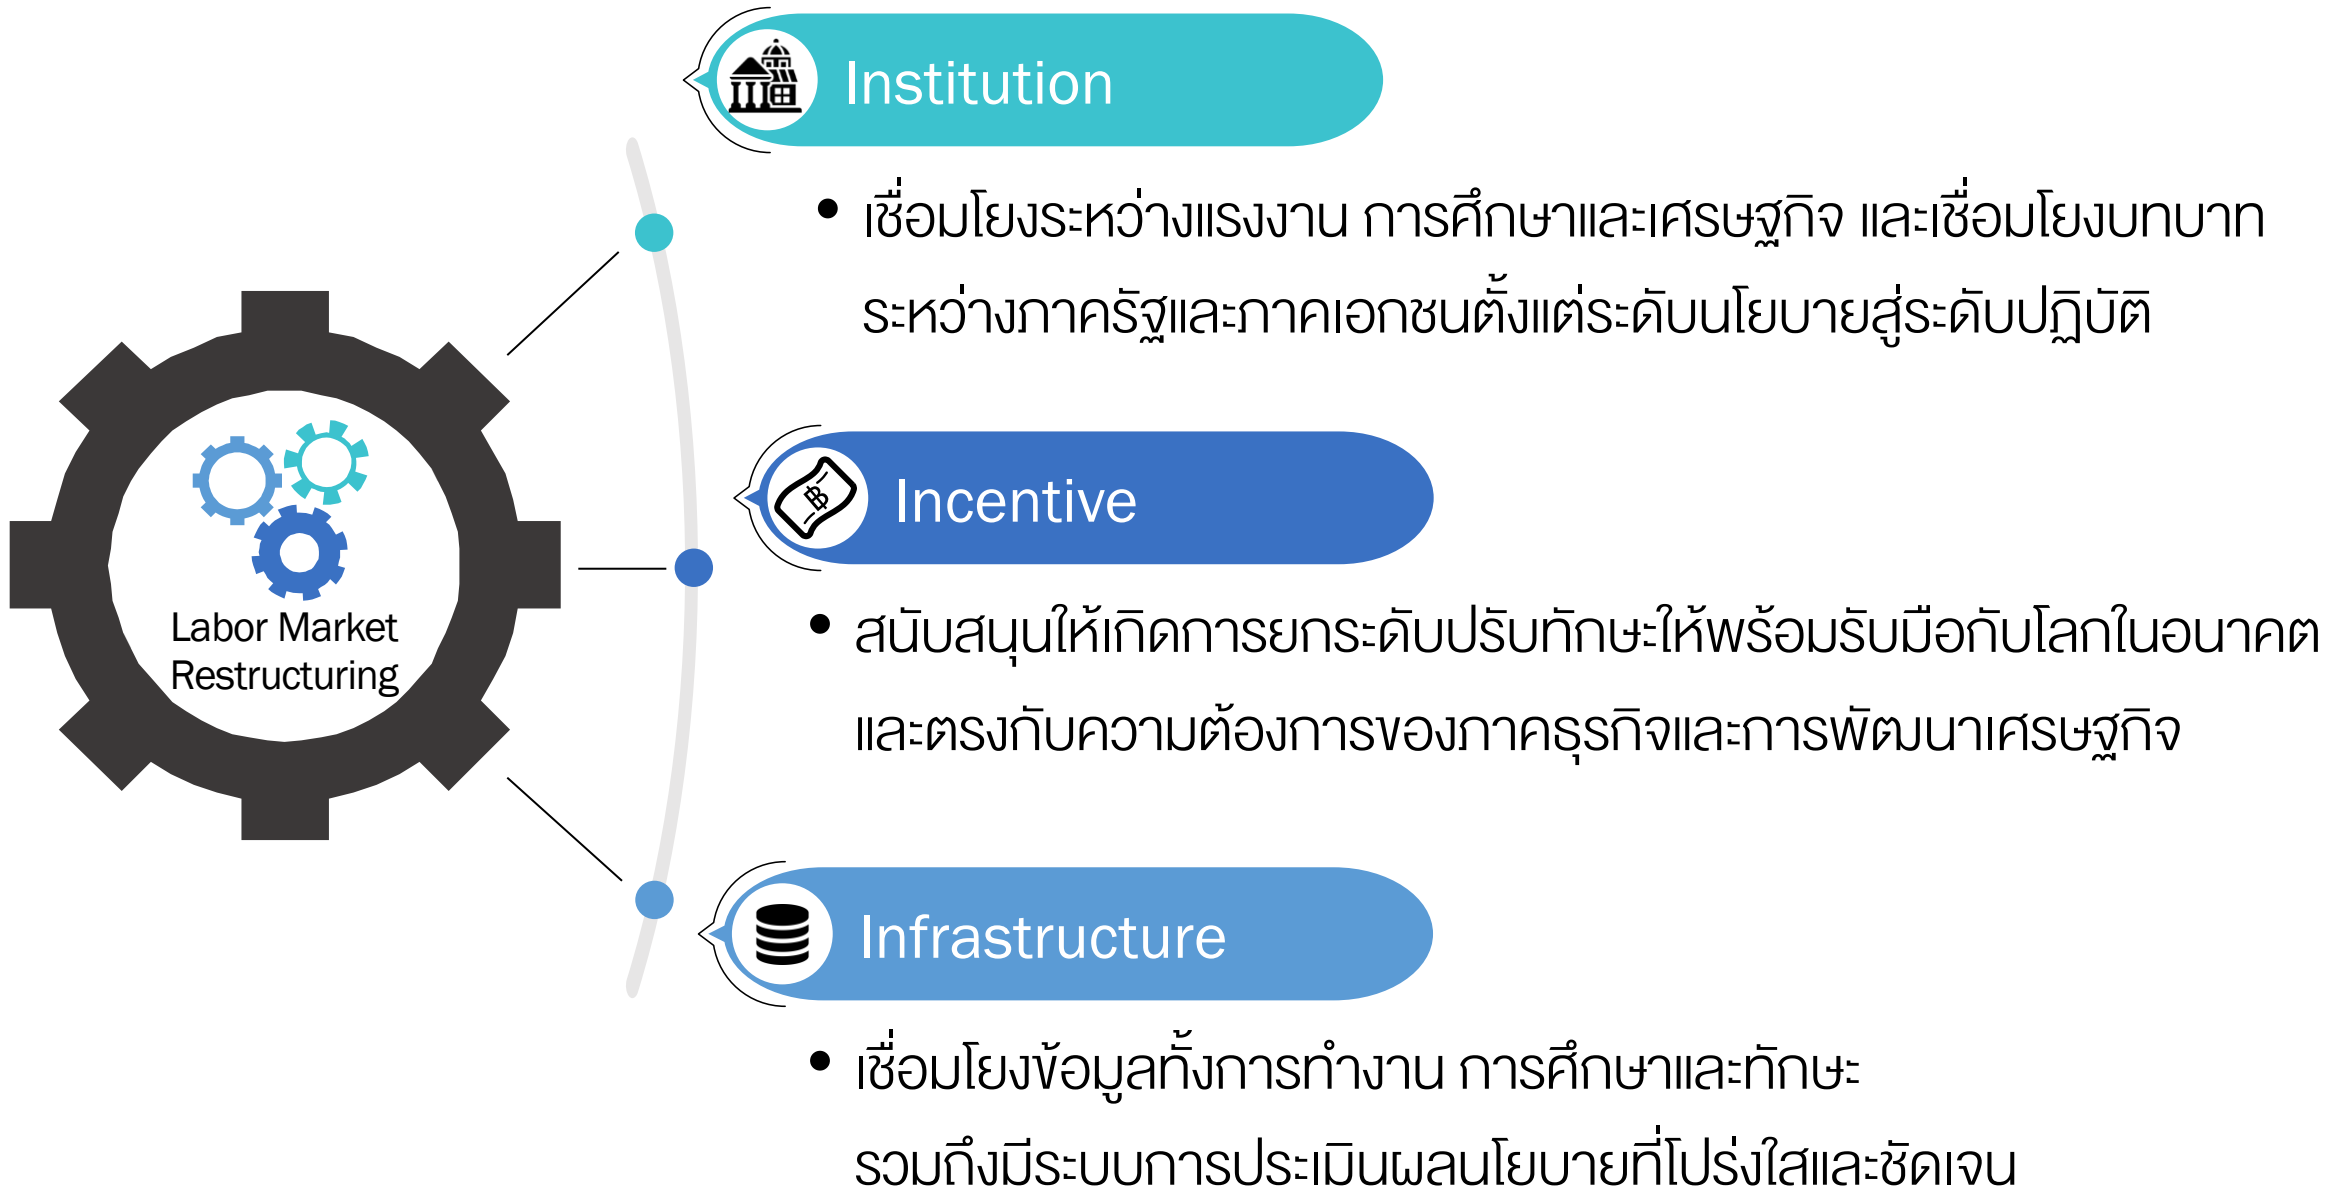 Institution
• เชื่อมโยงระหว่างแรงงาน การศึกษาและเศรษฐกิจ และเชื่อมโยงบทบาท
ระหว่างภาครัฐและภาคเอกชนตั้งแต่ระดับนโยบายสู่ระดับปฏิบัติ
Labor Market
Restructuring
Incentive
฿
• สนับสนุนให้เกิดการยกระดับปรับทักษะให้พร้อมรับมือกับโลกในอนาคต
และตรงกับความต้องการของภาคธุรกิจและการพัฒนาเศรษฐกิจ
Infrastructure
• เชื่อมโยงข้อมูลทั้งการทำงาน การศึกษาและทักษะ
รวมถึงมีระบบการประเมินผลนโยบายที่โปร่งใสและชัดเจน